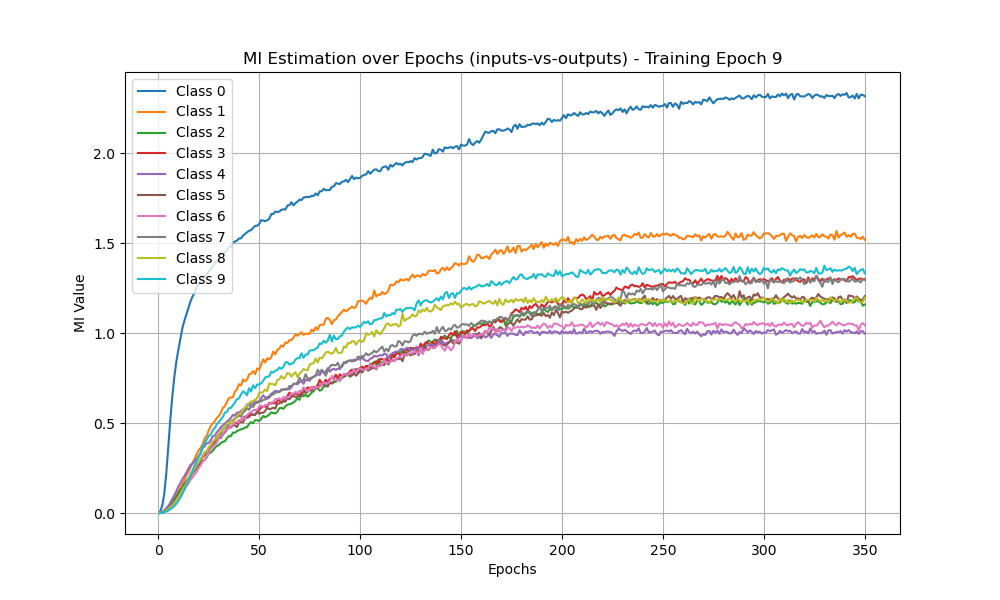 MI Estimation over Epochs (inputs-vs-outputs) - Training Epoch 9
Class 0
Class 1
Class 2
Class 3
Class 4
Class 5
Class 6
Class 7
Class 8
Class 9
MI Value
2.0
1.5
1.0
0.5
0.0
0 50 100 150 200 250 300 350
Epochs